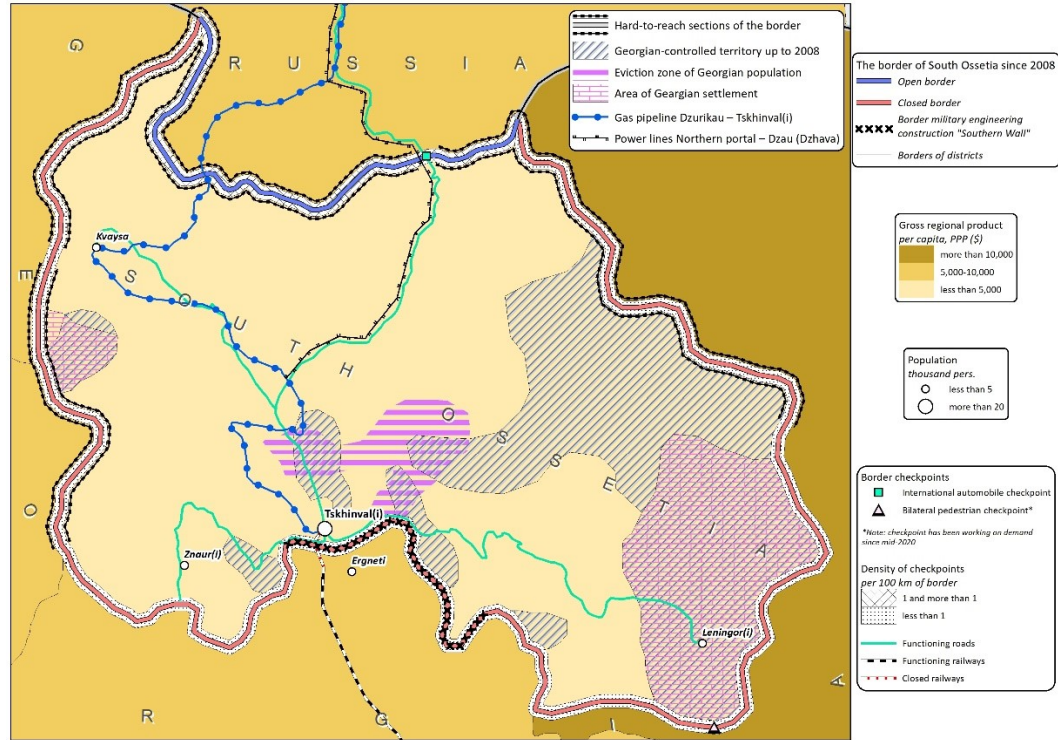 G
RUSSIA
E
O
R
G
I
A
SOUTH
OSSETIA
Kvaysa
Tskhinval(i)
Znaur(i)
Ergneti
Leningor(i)
Hard-to-reach sections of the border
Georgian-controlled territory up to 2008
Eviction zone of Georgian population
Area of Geargian settlement
Gas pipeline Dzurikau – Tskhinval(i)
Power lines Northern portal – Dzau (Dzhava)
The border of South Ossetia since 2008
Open border
Closed border
Border military engineering
construction "Southern Wall"
Borders of districts
Gross regional product
per capita, PPP ($)
more than 10,000
5,000-10,000
less than 5,000
Population
thousand pers.
less than 5
more than 20
Border checkpoints
International automobile checkpoint
Bilateral pedestrian checkpoint*
*Note: checkpoint has been working on demand
since mid-2020
Density of checkpoints
per 100 km of border
1 and more than 1
less than 1
Functioning roads
Functioning railways
Closed railways